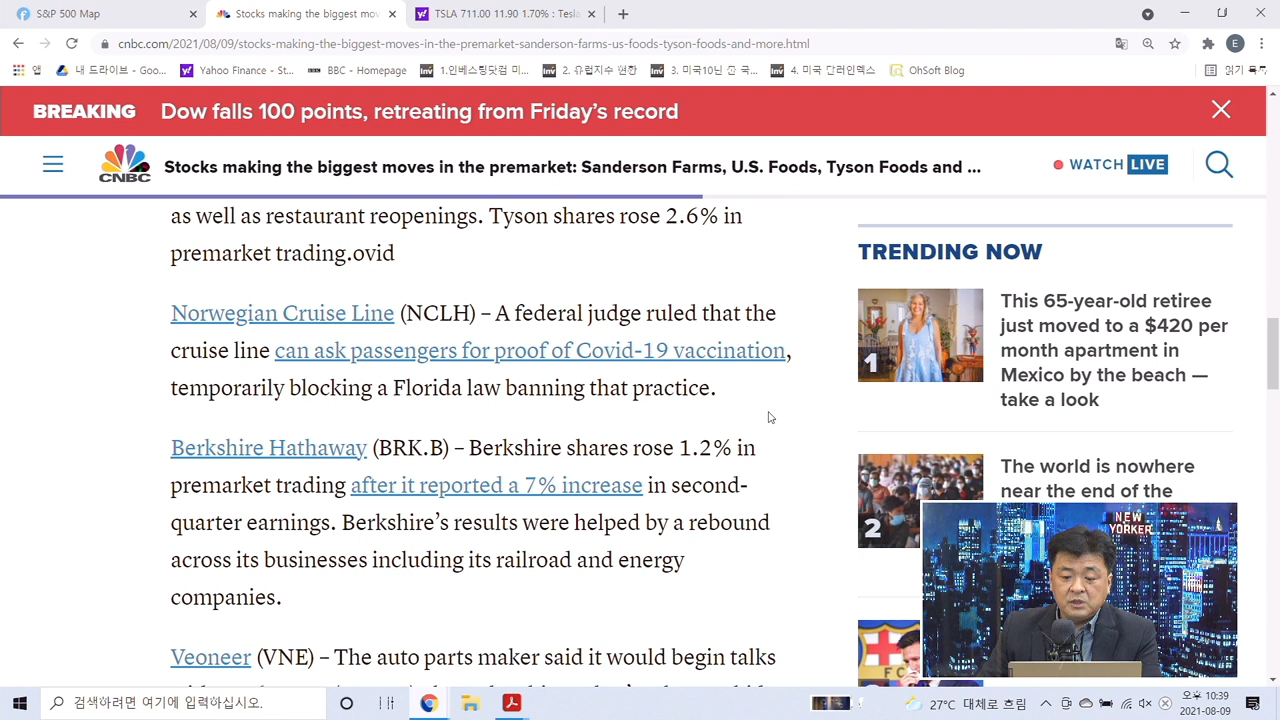 S&P 500 Map
Stocks making the biggest mov
TSLA 711.00 11.90 1.70% : Tesla
cnbc.com/2021/08/09/stocks-making-the-biggest-moves-in-the-premarket-sanderson-farms-us-foods-tyson-foods-and-more.html
E
앱
내 드라이브 - Goo...
Yahoo Finance - St...
BBC - Homepage
1.인베스팅닷컴 미...
2. 유럽지수 현황
3. 미국10년 준 국...
4. 미국 달러인덱스
OhSoft Blog
읽기 목록
BREAKING Dow falls 100 points, retreating from Friday’s record
CNBC
Stocks making the biggest moves in the premarket: Sanderson Farms, U.S. Foods, Tyson Foods and ...
WATCH LIVE
as well as restaurant reopenings. Tyson shares rose 2.6% in
premarket trading.ovid
Norwegian Cruise Line (NCLH) – A federal judge ruled that the
cruise line can ask passengers for proof of Covid-19 vaccination,
temporarily blocking a Florida law banning that practice.
Berkshire Hathaway (BRK.B) – Berkshire shares rose 1.2% in
premarket trading after it reported a 7% increase in second-
quarter earnings. Berkshire’s results were helped by a rebound
across its businesses including its railroad and energy
companies.
Veoneer (VNE) – The auto parts maker said it would begin talks
TRENDING NOW
1
This 65-year-old retiree
just moved to a $420 per
month apartment in
Mexico by the beach —
take a look
2
The world is nowhere
near the end of the
NEW
YORKER
검색하려면 여기에 입력하십시오.
27°C 대체로 흐림
오후 10:39
2021-08-09